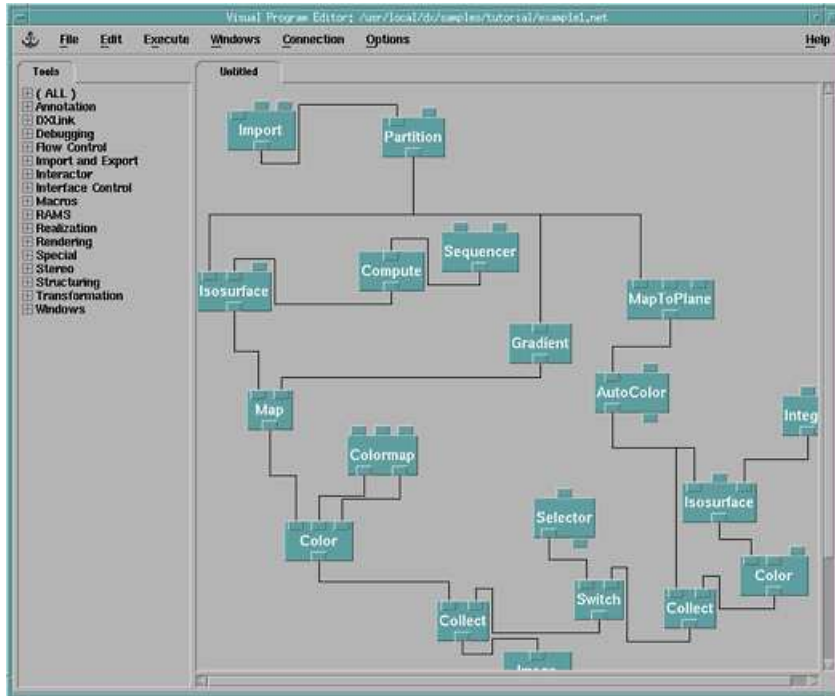 Visual Program Editor: /usr/local/dx/samples/tutorial/example1.net
File Edit Execute Windows Connection Options Help
Tools
Untitled
( ALL )
Annotation
DXLink
Debugging
Flow Control
Import and Export
Interactor
Interface Control
Macros
RAMS
Realization
Rendering
Special
Stereo
Structuring
Transformation
Windows
Import
Partition
Sequencer
Compute
Isosurface
MapToPlane
Gradient
AutoColor
Map
Integ
Colormap
Isosurface
Selector
Color
Color
Switch
Collect
Collect
Image